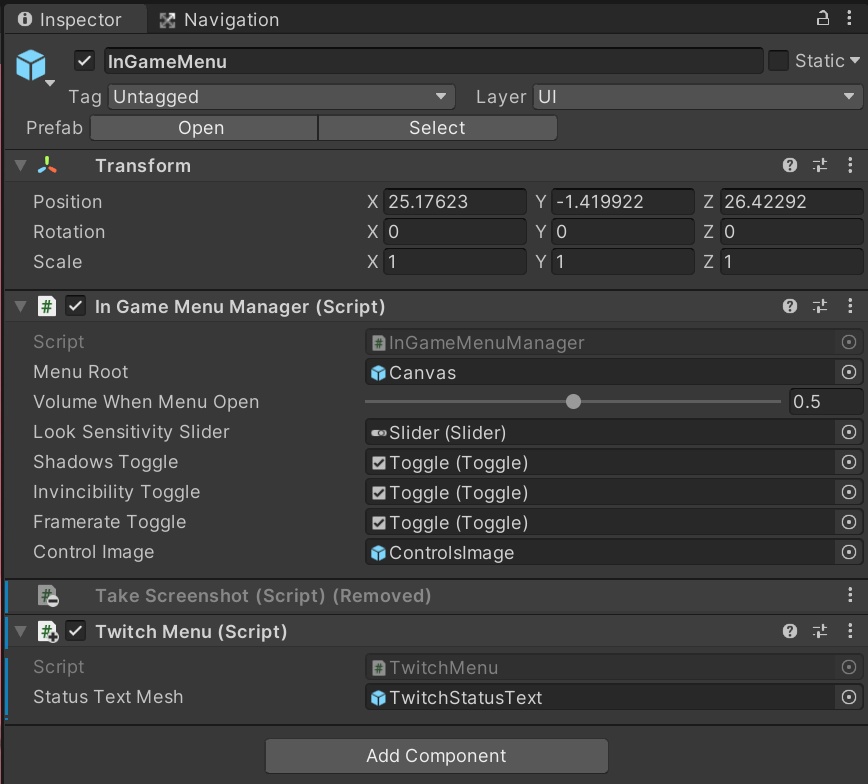 Inspector Navigation
InGameMenu Static
Tag Untagged Layer UI
Prefab Open Select
Transform
Position X 25.17623 Y -1.419922 Z 26.42292
Rotation X 0 Y 0 Z 0
Scale X 1 Y 1 Z 1
# In Game Menu Manager (Script)
Script # InGameMenuManager
Menu Root Canvas
Volume When Menu Open 0.5
Look Sensitivity Slider Slider (Slider)
Shadows Toggle Toggle (Toggle)
Invincibility Toggle Toggle (Toggle)
Framerate Toggle Toggle (Toggle)
Control Image ControlsImage
# Take Screenshot (Script) (Removed)
# Twitch Menu (Script)
Script # TwitchMenu
Status Text Mesh TwitchStatusText
Add Component